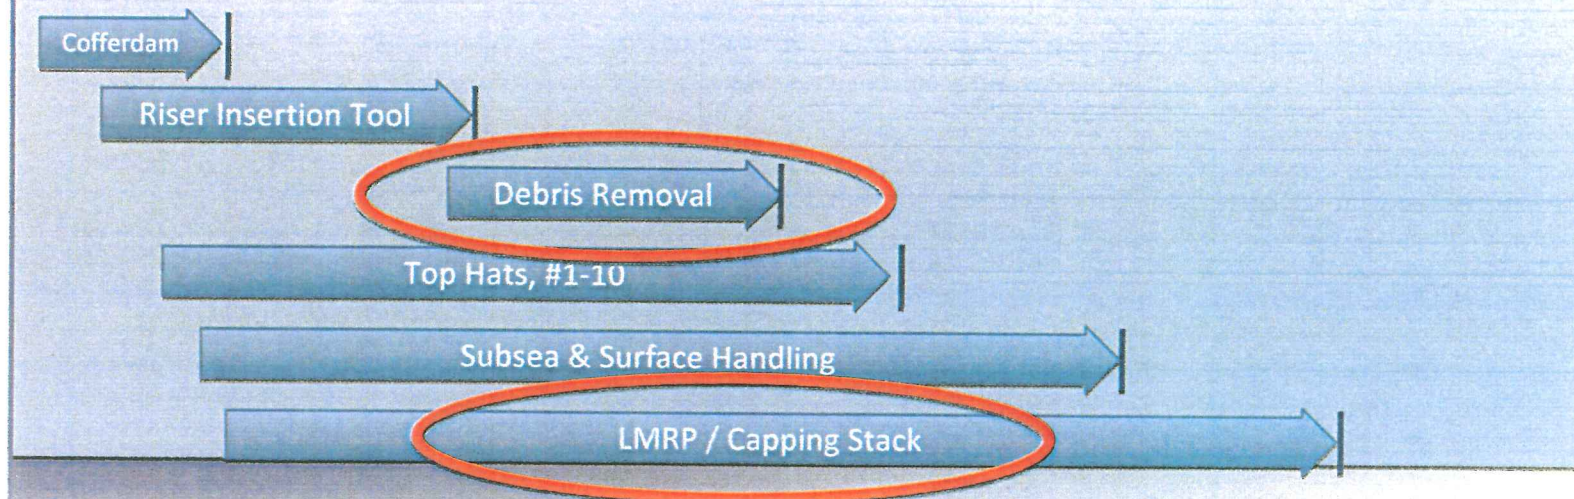 Cofferdam
Riser Insertion Tool
Debris Removal
Top Hats, #1-10
Subsea & Surface Handling
LMRP / Capping Stack